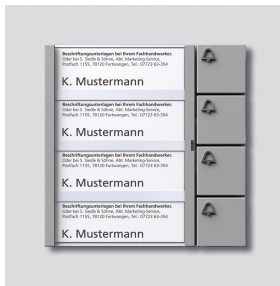 Beschriftungsunterlagen bei Ihrem Fachhandwerker.
Oder bei S. Siedle & Söhne, Abt. Marketing-Service,
Postfach 1155, 78120 Furtwangen, Tel.: 07723 63-354
K. Mustermann
Beschriftungsunterlagen bei Ihrem Fachhandwerker.
Oder bei S. Siedle & Söhne, Abt. Marketing-Service,
Postfach 1155, 78120 Furtwangen, Tel.: 07723 63-354
K. Mustermann
Beschriftungsunterlagen bei Ihrem Fachhandwerker.
Oder bei S. Siedle & Söhne, Abt. Marketing-Service,
Postfach 1155, 78120 Furtwangen, Tel.: 07723 63-354
K. Mustermann
Beschriftungsunterlagen bei Ihrem Fachhandwerker.
Oder bei S. Siedle & Söhne, Abt. Marketing-Service,
Postfach 1155, 78120 Furtwangen, Tel.: 07723 63-354
K. Mustermann